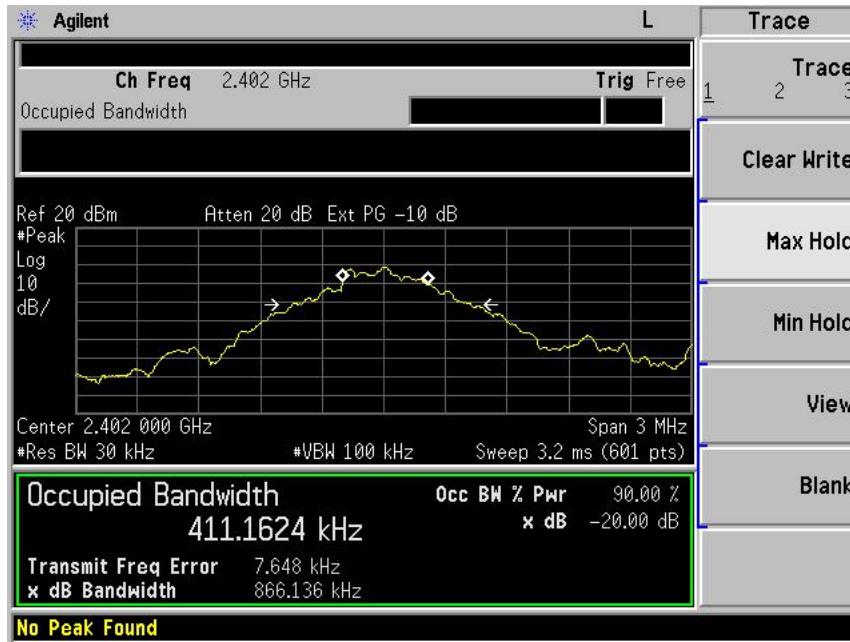 Agilent L Trace
Ch Freq 2.402 GHz Trig Free
Occupied Bandwidth
Trace
1 2 3
Clear Write
Max Hold
Min Hold
View
Blank
Ref 20 dBm Atten 20 dB Ext PG -10 dB
#Peak
Log
10
dB/
Center 2.402 000 GHz Span 3 MHz
#Res BW 30 kHz #VBW 100 kHz Sweep 3.2 ms (601 pts)
Occupied Bandwidth Occ BW % Pwr 90.00 %
411.1624 kHz x dB -20.00 dB
Transmit Freq Error 7.648 kHz
x dB Bandwidth 866.136 kHz
No Peak Found